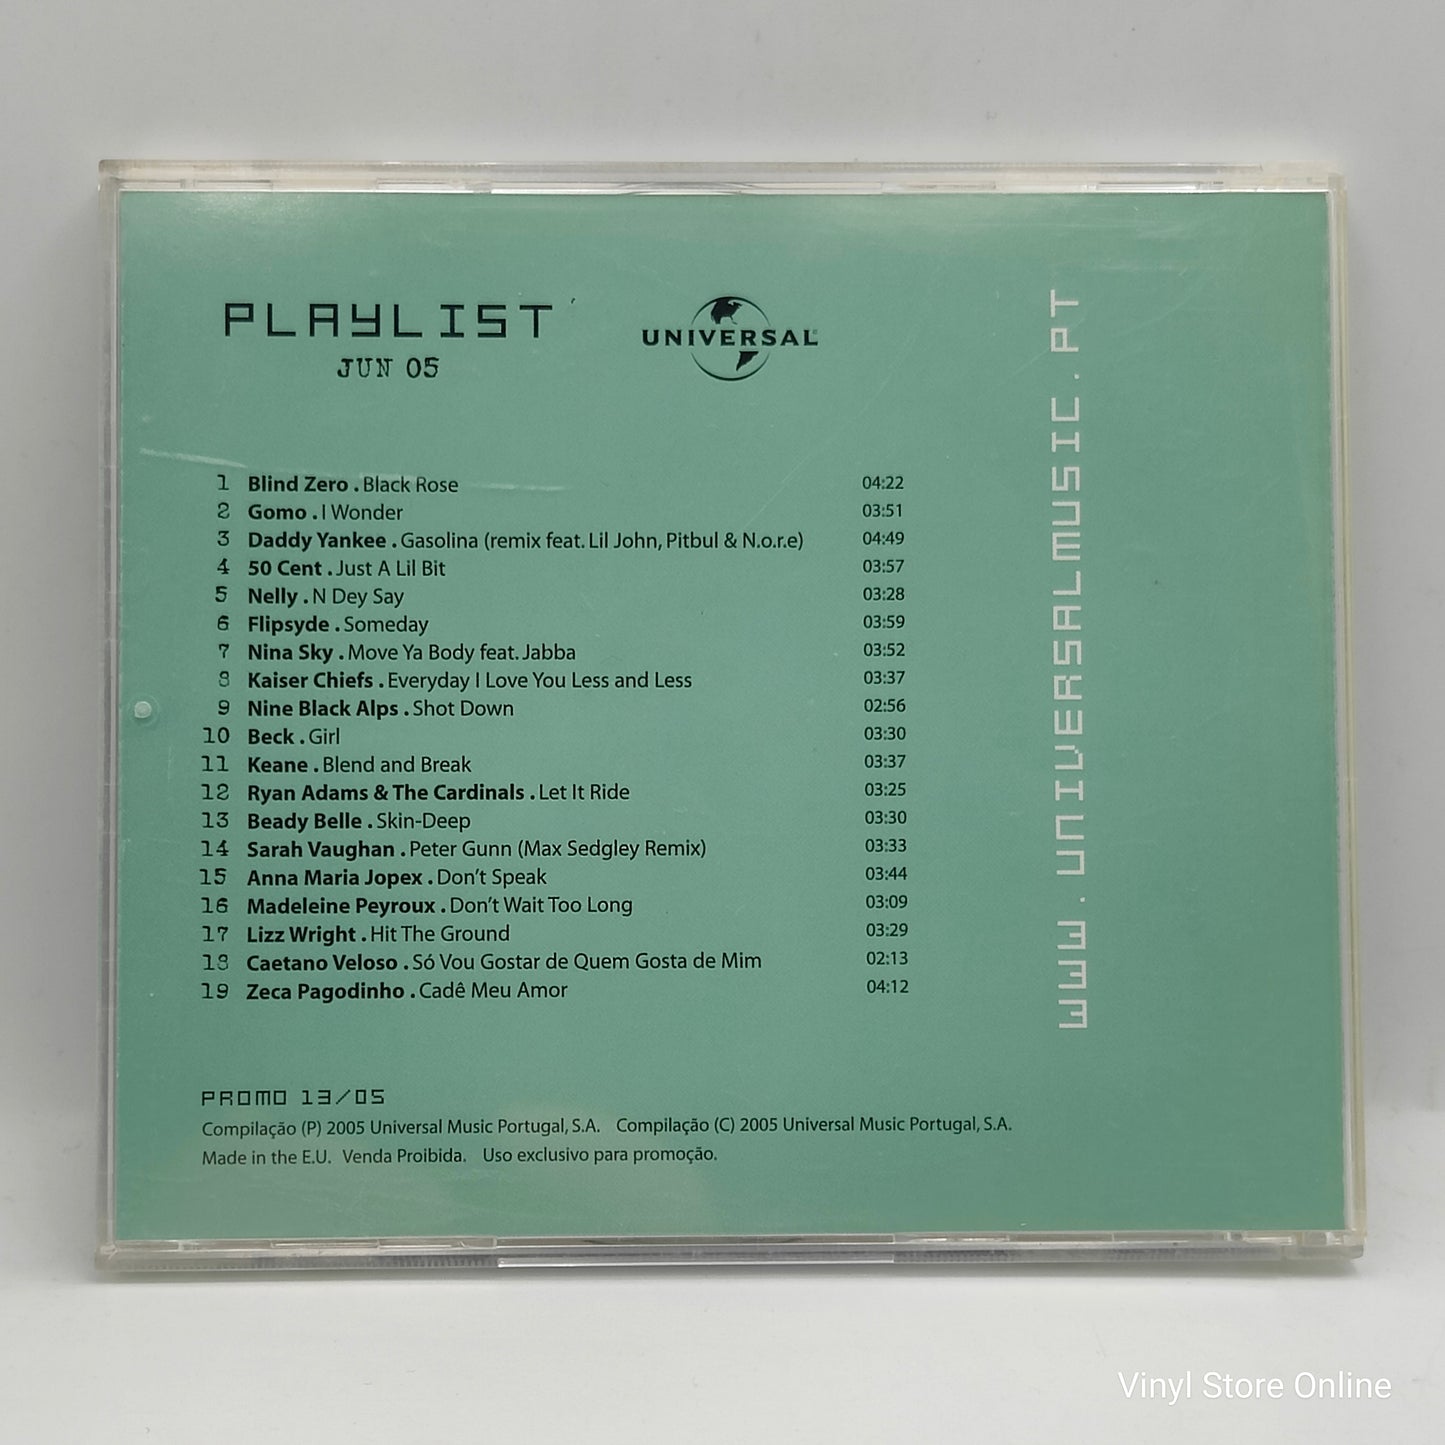 PLAYLIST
JUN 05
UNIVERSAL
1 Blind Zero . Black Rose 04:22
2 Gomo . I Wonder 03:51
3 Daddy Yankee . Gasolina (remix feat. Lil John, Pitbul & N.o.r.e) 04:49
4 50 Cent . Just A Lil Bit 03:57
5 Nelly . N Dey Say 03:28
6 Flipsyde . Someday 03:59
7 Nina Sky . Move Ya Body feat. Jabba 03:52
8 Kaiser Chiefs . Everyday I Love You Less and Less 03:37
9 Nine Black Alps . Shot Down 02:56
10 Beck . Girl 03:30
11 Keane . Blend and Break 03:37
12 Ryan Adams & The Cardinals . Let It Ride 03:25
13 Beady Belle . Skin-Deep 03:30
14 Sarah Vaughan . Peter Gunn (Max Sedgley Remix) 03:33
15 Anna Maria Jopex . Don't Speak 03:44
16 Madeleine Peyroux . Don't Wait Too Long 03:09
17 Lizz Wright . Hit The Ground 03:29
18 Caetano Veloso . Só Vou Gostar de Quem Gosta de Mim 02:13
19 Zeca Pagodinho . Cadê Meu Amor 04:12
WWW.UNIVERSALMUSIC.PT
PROMO 13/05
Compilação (P) 2005 Universal Music Portugal, S.A. Compilação (C) 2005 Universal Music Portugal, S.A.
Made in the E.U. Venda Proibida. Uso exclusivo para promoção.
Vinyl Store Online